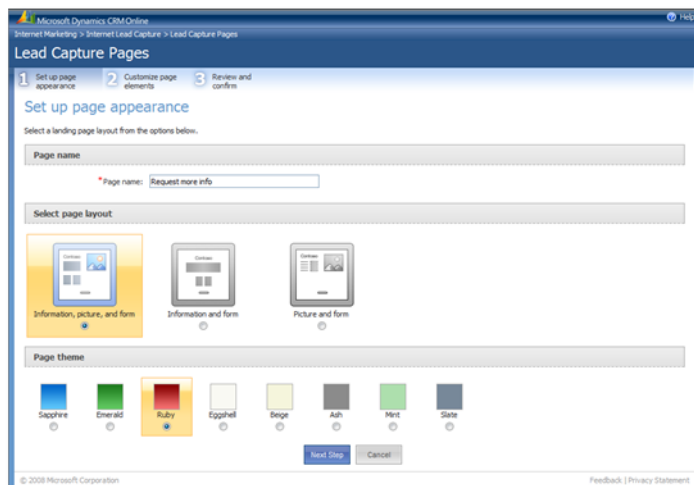 Microsoft Dynamics CRM Online
Help
Internet Marketing > Internet Lead Capture > Lead Capture Pages
Lead Capture Pages
1 Set up page appearance
2 Customize page elements
3 Review and confirm
Set up page appearance
Select a landing page layout from the options below.
Page name
*Page name: Request more info
Select page layout
Contoso
Contoso
Contoso
Information, picture, and form
Information and form
Picture and form
Page theme
Sapphire
Emerald
Ruby
Eggshell
Beige
Ash
Mint
Slate
Next Step
Cancel
© 2008 Microsoft Corporation
Feedback | Privacy Statement